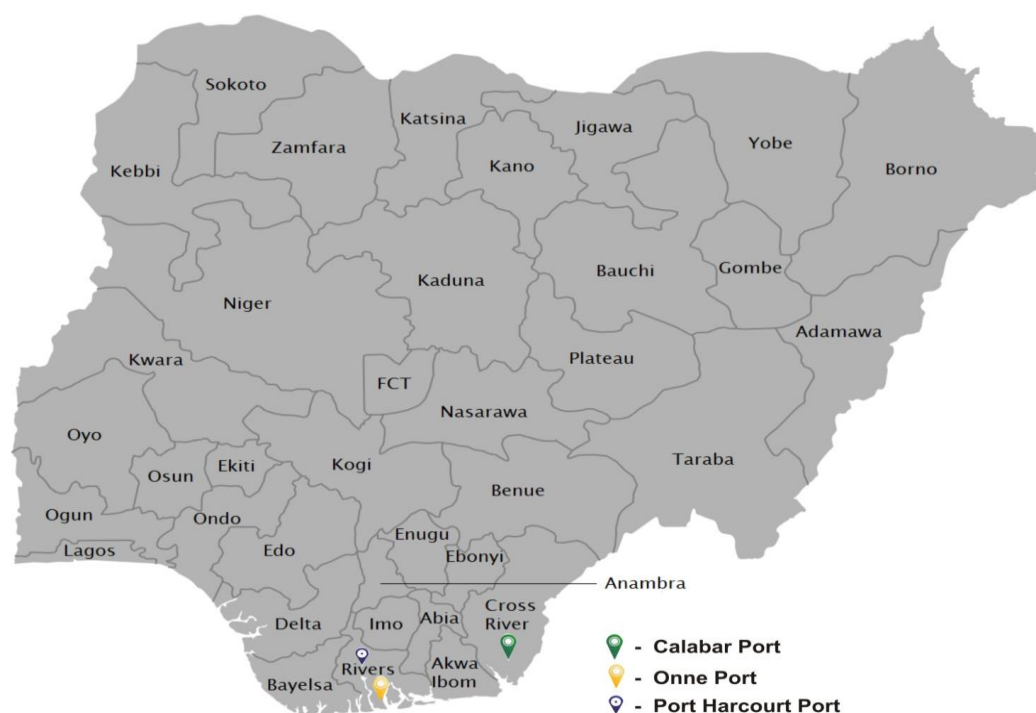 Sokoto
Katsina
Jigawa
Zamfara
Yobe
Kebbi
Kano
Borno
Bauchi
Gombe
Kaduna
Niger
Adamawa
Kwara
Plateau
FCT
Nasarawa
Oyo
Taraba
Ekiti
Kogi
Osun
Benue
Ogun
Ondo
Enugu
Lagos
Edo
Ebonyi
Anambra
Cross
River
Delta
Imo
Abia
- Calabar Port
Rivers
Akwa
Ibom
Bayelsa
- Onne Port
- Port Harcourt Port